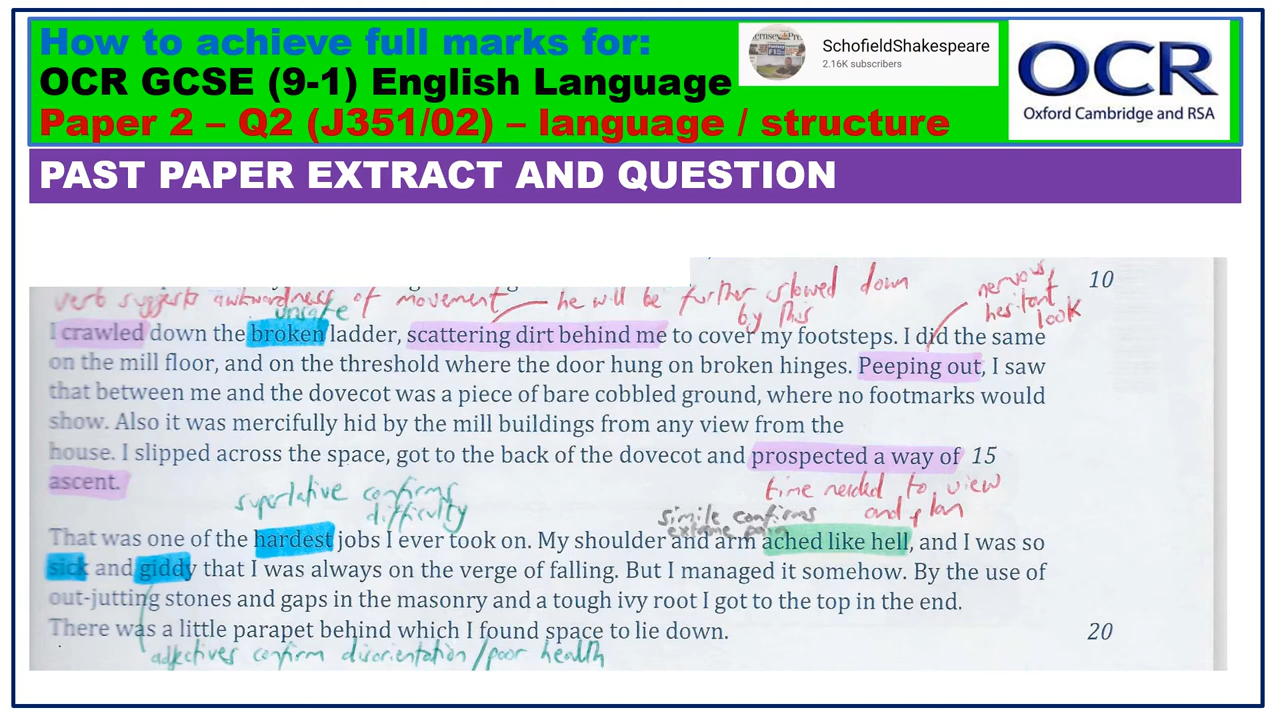 How to achieve full marks for:
OCR GCSE (9-1) English Language
Paper 2 – Q2 (J351/02) – language / structure
SchofieldShakespeare
2.16K subscribers
OCR
Oxford Cambridge and RSA
PAST PAPER EXTRACT AND QUESTION
10
verb suggests awkwardness of movement — he will be further slowed down
by this
nervous,
hesitant
look
unsafe
I crawled down the broken ladder, scattering dirt behind me to cover my footsteps. I did the same
on the mill floor, and on the threshold where the door hung on broken hinges. Peeping out, I saw
that between me and the dovecot was a piece of bare cobbled ground, where no footmarks would
show. Also it was mercifully hid by the mill buildings from any view from the
house. I slipped across the space, got to the back of the dovecot and prospected a way of 15
ascent.
superlative confirms
difficulty
time needed to view
and plan
simile confirms
extreme pain
That was one of the hardest jobs I ever took on. My shoulder and arm ached like hell, and I was so
sick and giddy that I was always on the verge of falling. But I managed it somehow. By the use of
out-jutting stones and gaps in the masonry and a tough ivy root I got to the top in the end.
There was a little parapet behind which I found space to lie down. 20
adjectives confirm disorientation/poor health